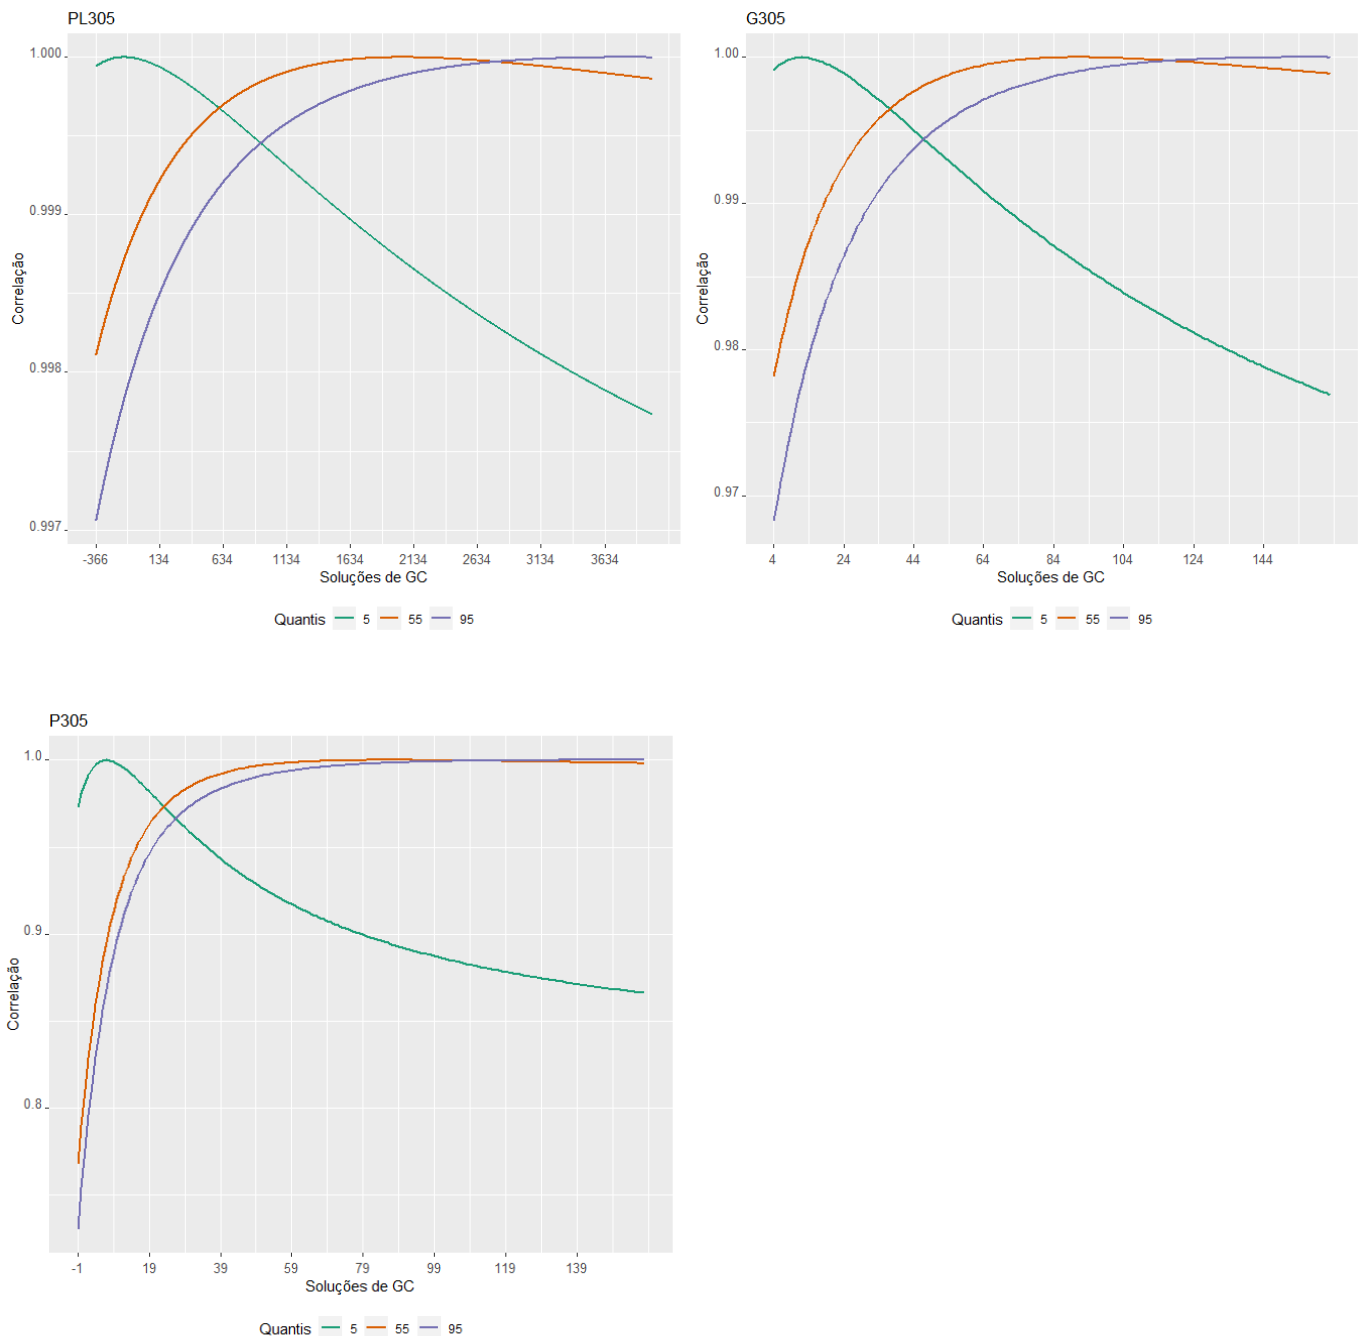 PL305
1.000
0.999
0.998
0.997
Correlação
-366 134 634 1134 1634 2134 2634 3134 3634
Soluções de GC
Quantis 5 55 95
G305
1.00
0.99
0.98
0.97
Correlação
4 24 44 64 84 104 124 144
Soluções de GC
Quantis 5 55 95
P305
1.0
0.9
0.8
Correlação
-1 19 39 59 79 99 119 139
Soluções de GC
Quantis 5 55 95